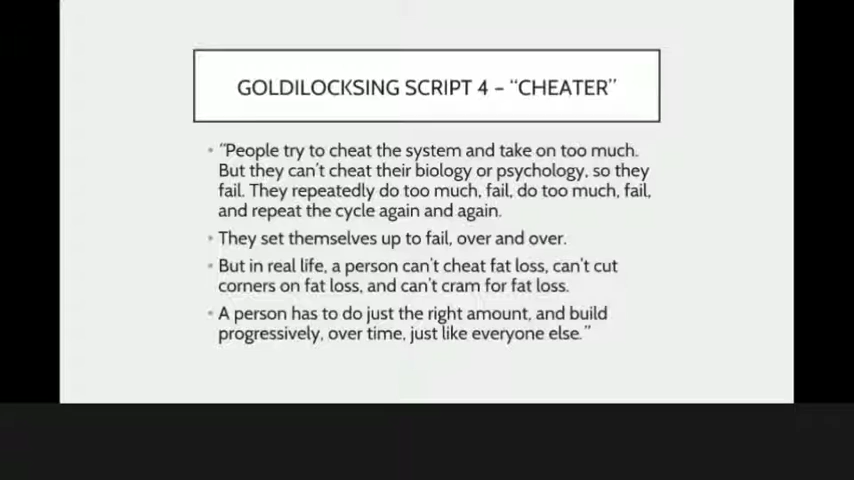 GOLDILOCKSING SCRIPT 4 – “CHEATER”
• “People try to cheat the system and take on too much.
But they can’t cheat their biology or psychology, so they
fail. They repeatedly do too much, fail, do too much, fail,
and repeat the cycle again and again.
• They set themselves up to fail, over and over.
• But in real life, a person can’t cheat fat loss, can’t cut
corners on fat loss, and can’t cram for fat loss.
• A person has to do just the right amount, and build
progressively, over time, just like everyone else.”